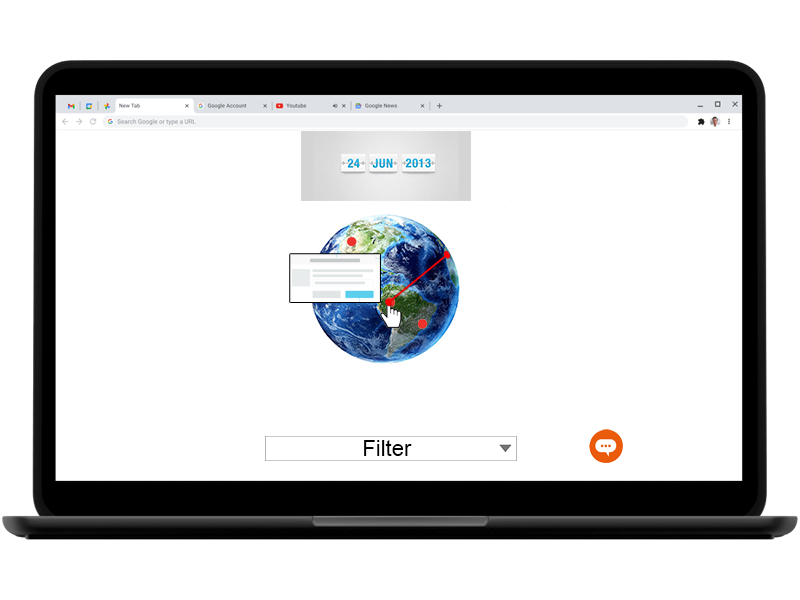 New Tab
Google Account
Youtube
Google News
Search Google or type a URL
24 JUN 2013
Filter